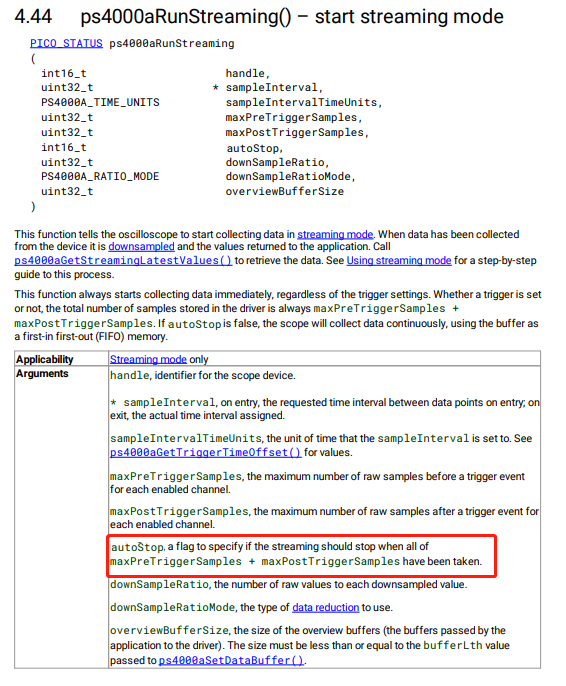 4.44 ps4000aRunStreaming() – start streaming mode
PICO_STATUS ps4000aRunStreaming
(
int16_t handle,
uint32_t * sampleInterval,
PS4000A_TIME_UNITS sampleIntervalTimeUnits,
uint32_t maxPreTriggerSamples,
uint32_t maxPostTriggerSamples,
int16_t autoStop,
uint32_t downSampleRatio,
PS4000A_RATIO_MODE downSampleRatioMode,
uint32_t overviewBufferSize
)
This function tells the oscilloscope to start collecting data in streaming mode. When data has been collected
from the device it is downsampled and the values returned to the application. Call
ps4000aGetStreamingLatestValues() to retrieve the data. See Using streaming mode for a step-by-step
guide to this process.
This function always starts collecting data immediately, regardless of the trigger settings. Whether a trigger is set
or not, the total number of samples stored in the driver is always maxPreTriggerSamples +
maxPostTriggerSamples. If autoStop is false, the scope will collect data continuously, using the buffer as
a first-in first-out (FIFO) memory.
Applicability Streaming mode only
Arguments handle, identifier for the scope device.
* sampleInterval, on entry, the requested time interval between data points on entry; on
exit, the actual time interval assigned.
sampleIntervalTimeUnits, the unit of time that the sampleInterval is set to. See
ps4000aGetTriggerTimeOffset() for values.
maxPreTriggerSamples, the maximum number of raw samples before a trigger event
for each enabled channel.
maxPostTriggerSamples, the maximum number of raw samples after a trigger event for
each enabled channel.
autoStop, a flag to specify if the streaming should stop when all of
maxPreTriggerSamples + maxPostTriggerSamples have been taken.
downSampleRatio, the number of raw values to each downsampled value.
downSampleRatioMode, the type of data reduction to use.
overviewBufferSize, the size of the overview buffers (the buffers passed by the
application to the driver). The size must be less than or equal to the bufferLth value
passed to ps4000aSetDataBuffer().